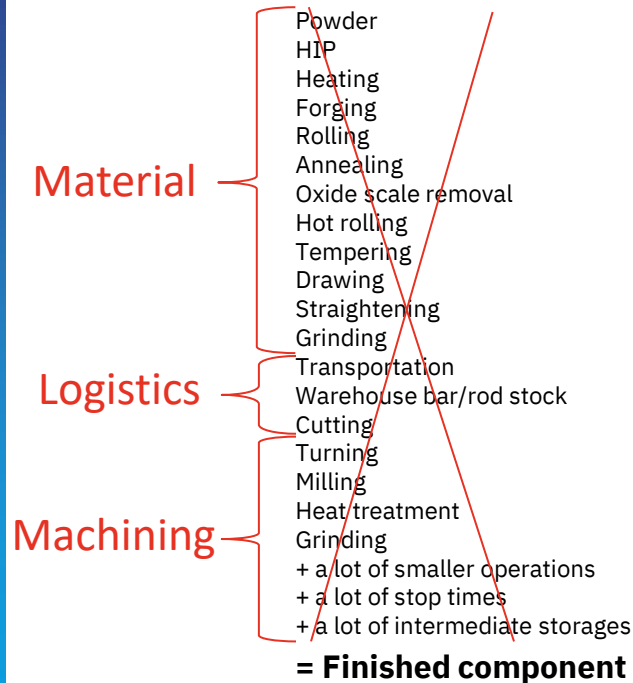 Powder
HIP
Heating
Forging
Rolling
Annealing
Material
Oxide scale removal
Hot rolling
Tempering
Drawing
Straightening
Grinding
Transportation
Logistics
Warehouse bar/rod stock
Cutting
Turning
Milling
Heat treatment
Machining
Grinding
+ a lot of smaller operations
+ a lot of stop times
+ a lot of intermediate storages
= Finished component